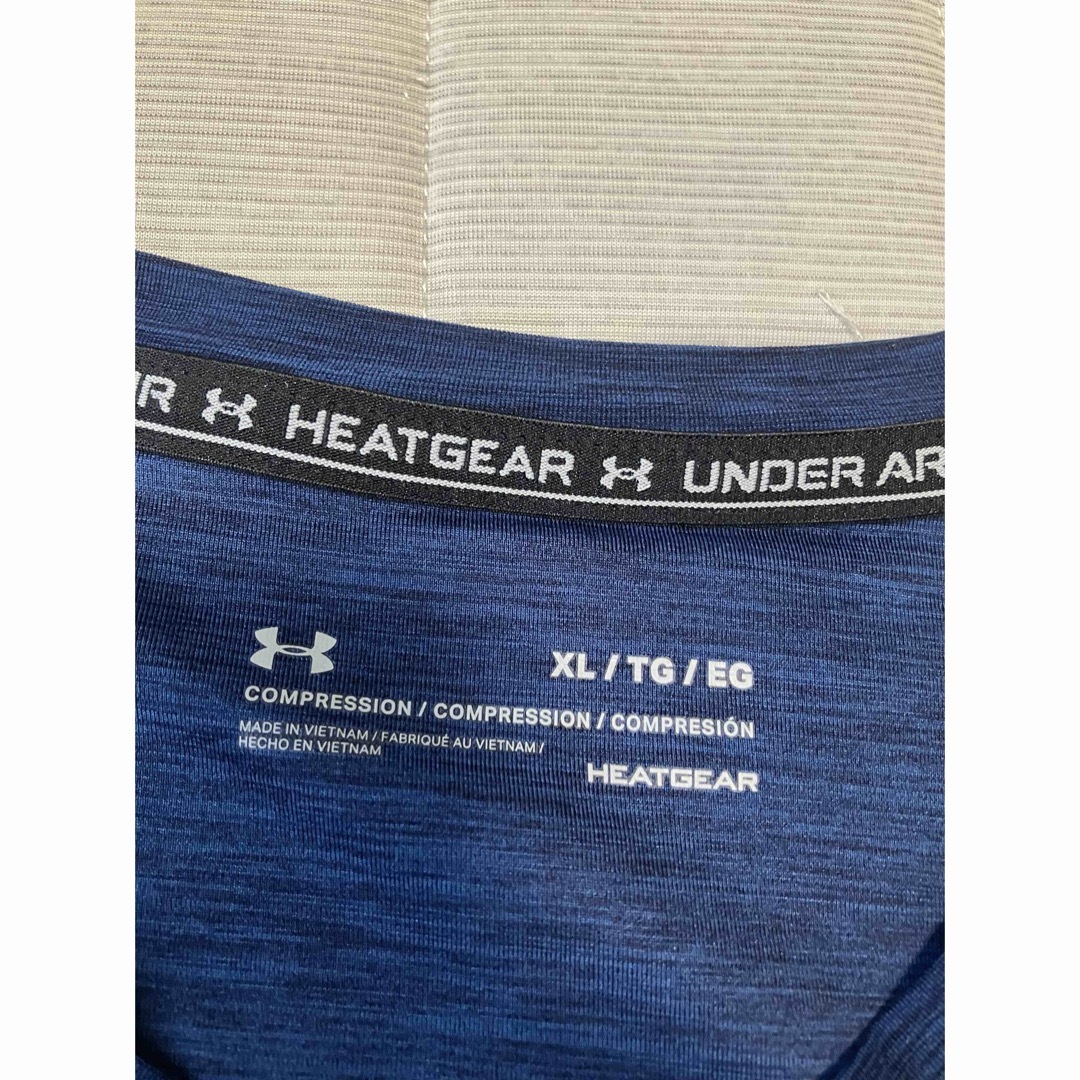 UR HEATGEAR UNDER AR
XL / TG / EG
COMPRESSION / COMPRESSION / COMPRESIÓN
MADE IN VIETNAM / FABRIQUÉ AU VIETNAM /
HECHO EN VIETNAM
HEATGEAR